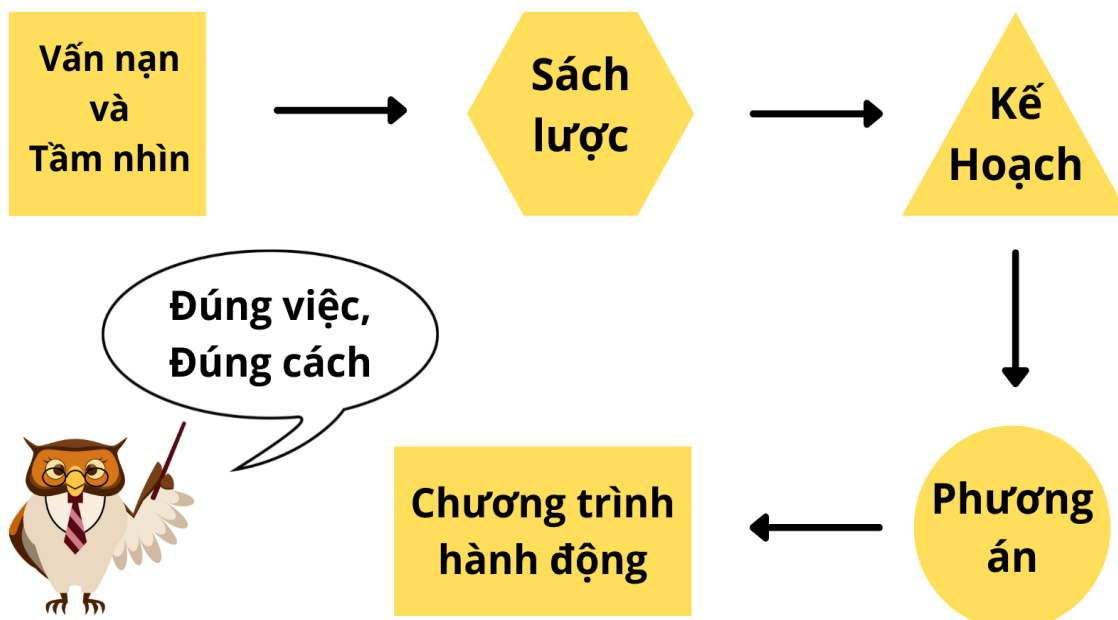 Vấn nạn
và
Tầm nhìn
Sách
lược
Kế
Hoạch
Đúng việc,
Đúng cách
Phương
án
Chương trình
hành động